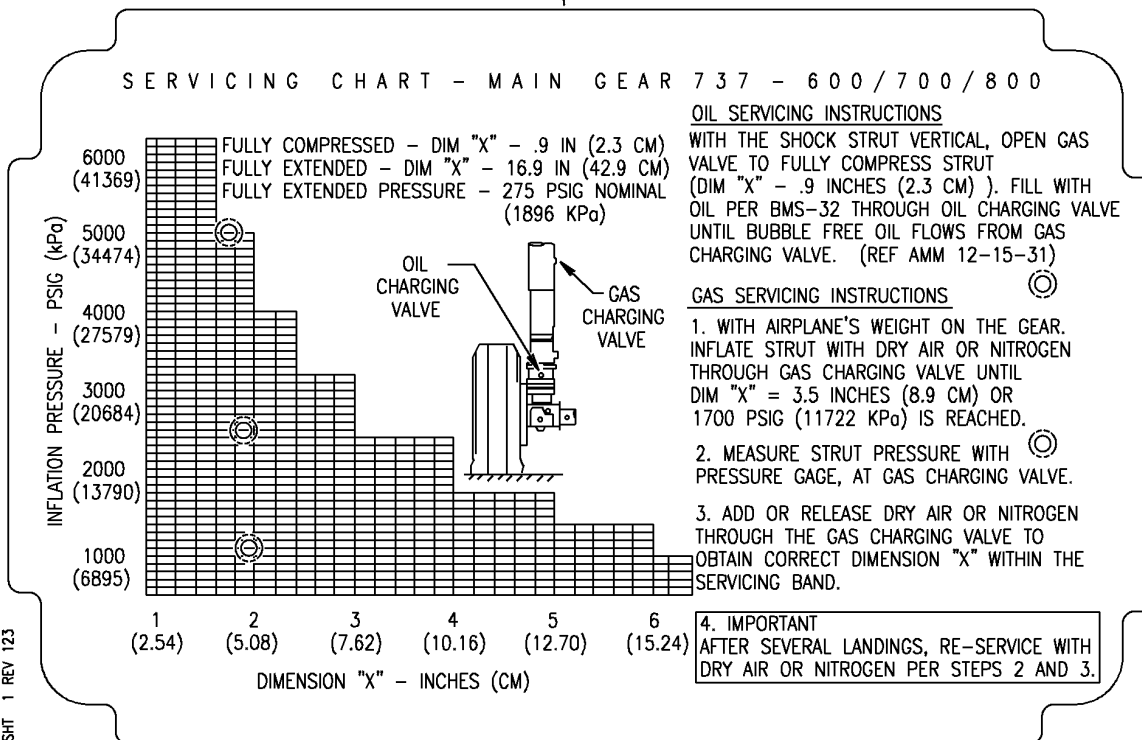 SERVICING CHART - MAIN GEAR 737 - 600/700/800
FULLY COMPRESSED - DIM "X" - .9 IN (2.3 CM)
FULLY EXTENDED - DIM "X" - 16.9 IN (42.9 CM)
FULLY EXTENDED PRESSURE - 275 PSIG NOMINAL
(1896 KPa)
INFLATION PRESSURE - PSIG (kPa)
6000
(41369)
5000
(34474)
4000
(27579)
3000
(20684)
2000
(13790)
1000
(6895)
OIL
CHARGING
VALVE
GAS
CHARGING
VALVE
1
(2.54)
2
(5.08)
3
(7.62)
4
(10.16)
5
(12.70)
6
(15.24)
DIMENSION "X" - INCHES (CM)
OIL SERVICING INSTRUCTIONS
WITH THE SHOCK STRUT VERTICAL, OPEN GAS
VALVE TO FULLY COMPRESS STRUT
(DIM "X" - .9 INCHES (2.3 CM) ). FILL WITH
OIL PER BMS-32 THROUGH OIL CHARGING VALVE
UNTIL BUBBLE FREE OIL FLOWS FROM GAS
CHARGING VALVE. (REF AMM 12-15-31)
GAS SERVICING INSTRUCTIONS
1. WITH AIRPLANE'S WEIGHT ON THE GEAR.
INFLATE STRUT WITH DRY AIR OR NITROGEN
THROUGH GAS CHARGING VALVE UNTIL
DIM "X" = 3.5 INCHES (8.9 CM) OR
1700 PSIG (11722 KPa) IS REACHED.
2. MEASURE STRUT PRESSURE WITH
PRESSURE GAGE, AT GAS CHARGING VALVE.
3. ADD OR RELEASE DRY AIR OR NITROGEN
THROUGH THE GAS CHARGING VALVE TO
OBTAIN CORRECT DIMENSION "X" WITHIN THE
SERVICING BAND.
4. IMPORTANT
AFTER SEVERAL LANDINGS, RE-SERVICE WITH
DRY AIR OR NITROGEN PER STEPS 2 AND 3.
SHT 1 REV 123